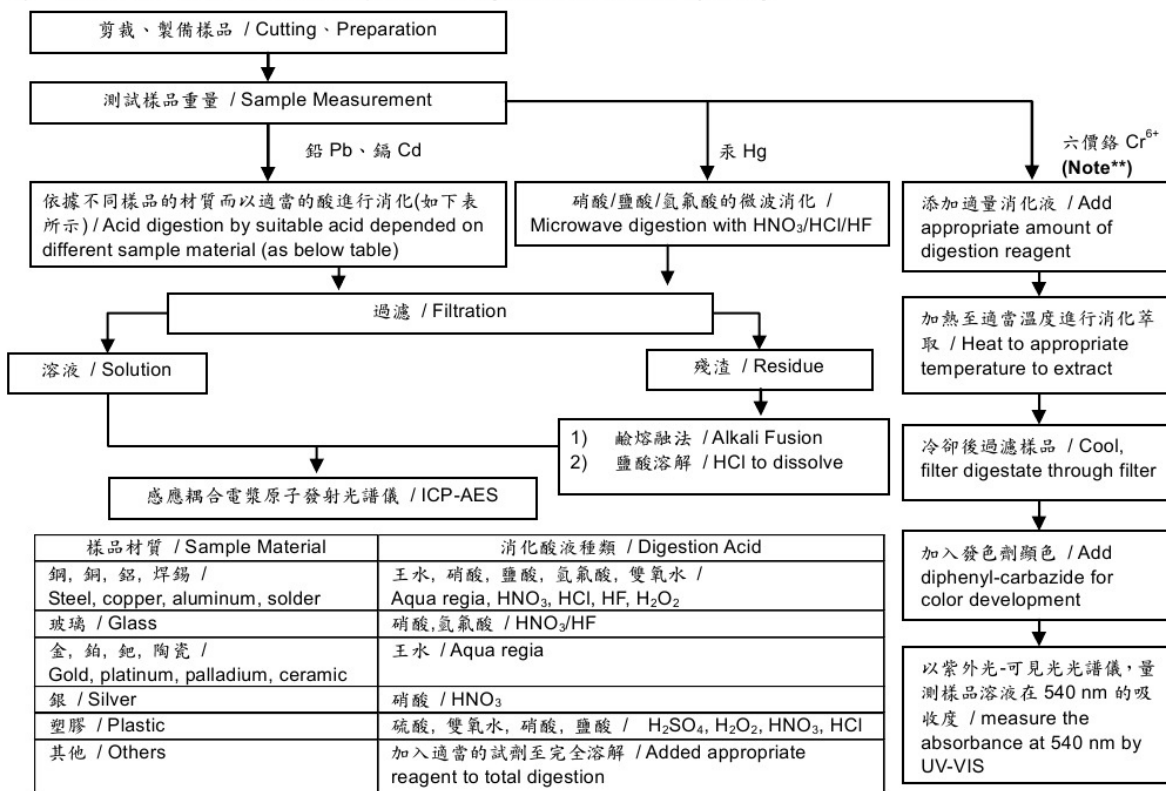 剪裁、製備樣品 / Cutting、Preparation
測試樣品重量 / Sample Measurement
鉛 Pb、鎘 Cd
汞 Hg
六價鉻 Cr6+
(Note**)
依據不同樣品的材質而以適當的酸進行消化(如下表
所示) / Acid digestion by suitable acid depended on
different sample material (as below table)
硝酸/鹽酸/氫氟酸的微波消化 /
Microwave digestion with HNO3/HCl/HF
添加適量消化液 / Add
appropriate amount of
digestion reagent
過濾 / Filtration
加熱至適當溫度進行消化萃
取 / Heat to appropriate
temperature to extract
溶液 / Solution
殘渣 / Residue
1) 鹼熔融法 / Alkali Fusion
2) 鹽酸溶解 / HCl to dissolve
冷卻後過濾樣品 / Cool,
filter digestate through filter
感應耦合電漿原子發射光譜儀 / ICP-AES
加入發色劑顯色 / Add
diphenyl-carbazide for
color development
以紫外光-可見光光譜儀，量
測樣品溶液在 540 nm 的吸
收度 / measure the
absorbance at 540 nm by
UV-VIS
樣品材質 / Sample Material
消化酸液種類 / Digestion Acid
鋼, 銅, 鋁, 焊錫 /
Steel, copper, aluminum, solder
王水, 硝酸, 鹽酸, 氫氟酸, 雙氧水 /
Aqua regia, HNO3, HCl, HF, H2O2
玻璃 / Glass
硝酸,氫氟酸 / HNO3/HF
金, 鉑, 鈀, 陶瓷 /
Gold, platinum, palladium, ceramic
王水 / Aqua regia
銀 / Silver
硝酸 / HNO3
塑膠 / Plastic
硫酸, 雙氧水, 硝酸, 鹽酸 / H2SO4, H2O2, HNO3, HCl
其他 / Others
加入適當的試劑至完全溶解 / Added appropriate
reagent to total digestion